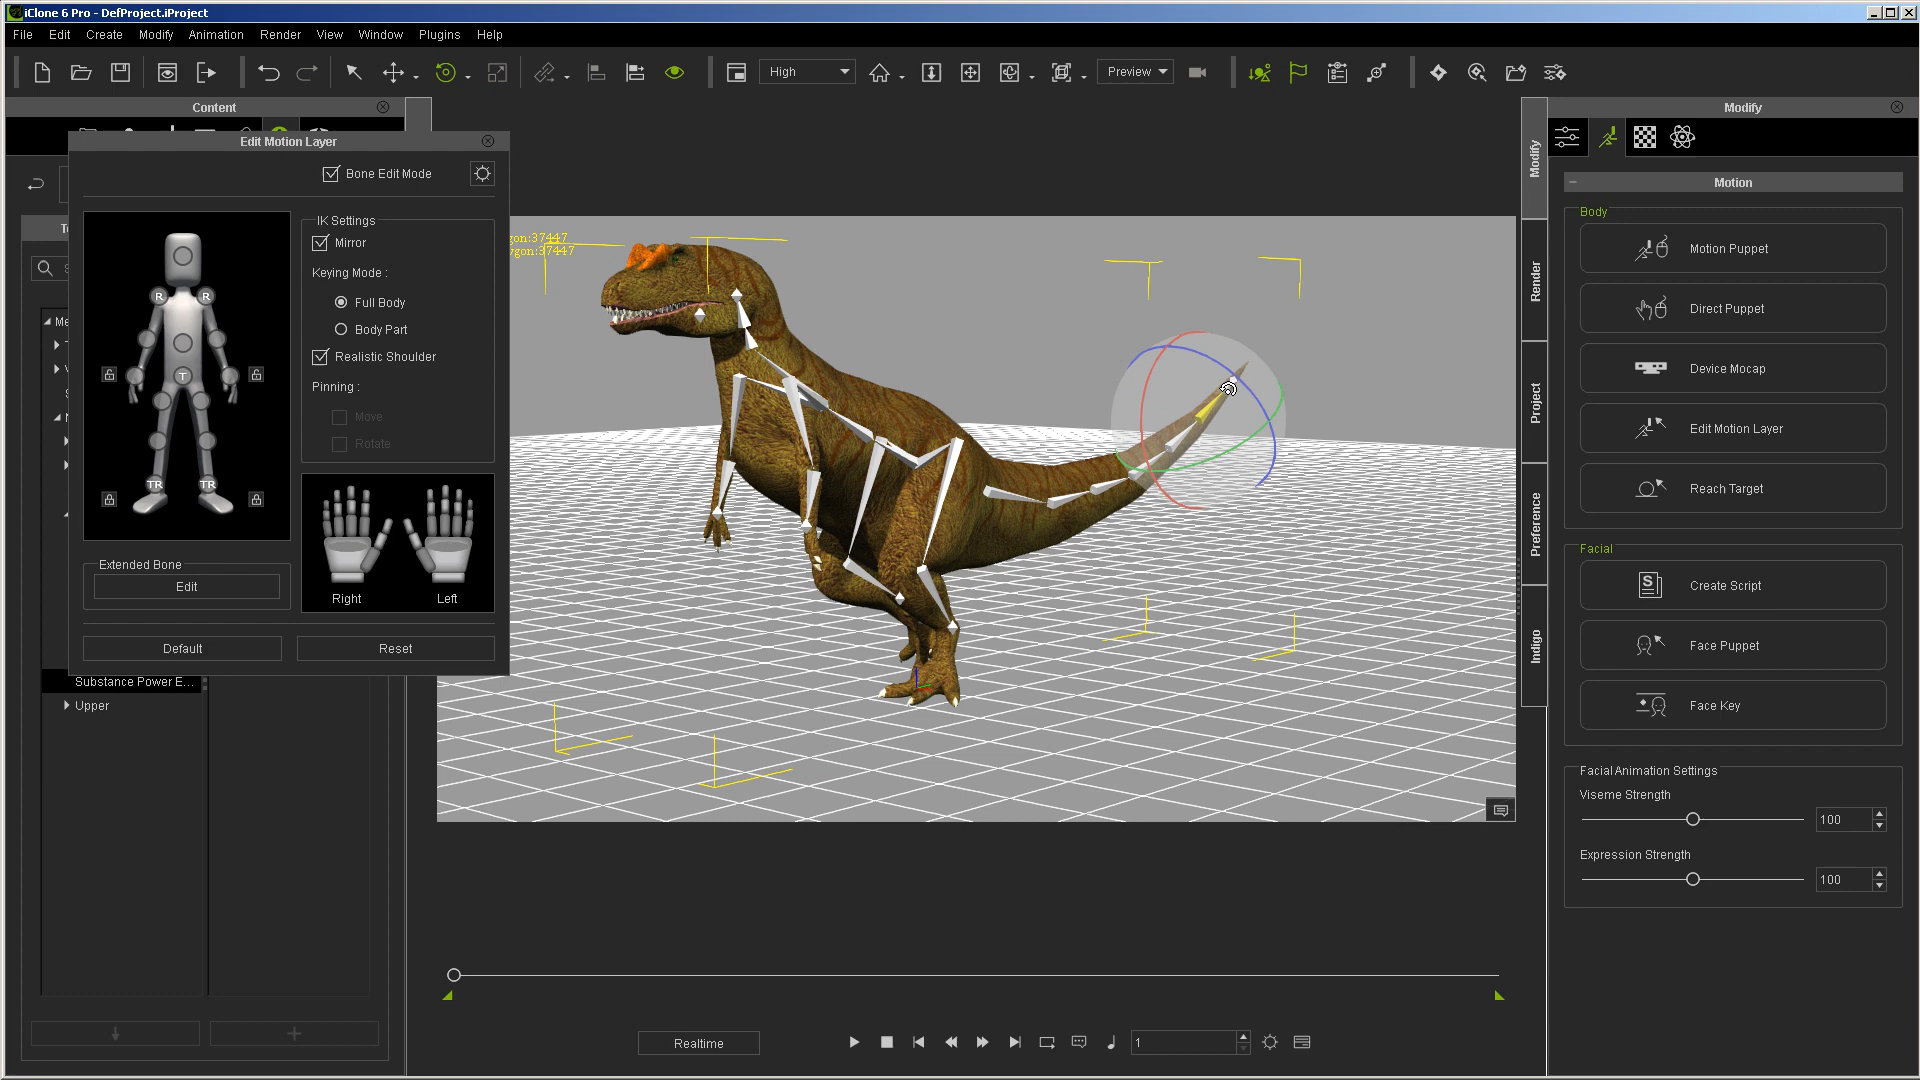 iClone 6 Pro - DefProject.iProject
File Edit Create Modify Animation Render View Window Plugins Help
High
Preview
Content
Modify
Edit Motion Layer
Bone Edit Mode
IK Settings
Mirror
Keying Mode :
Full Body
Body Part
Realistic Shoulder
Pinning :
Move
Rotate
R R
T
TR TR
Extended Bone
Edit
Right Left
Default Reset
Substance Power E...
Upper
Modify
Render
Project
Preference
Indigo
Motion
Body
Motion Puppet
Direct Puppet
Device Mocap
Edit Motion Layer
Reach Target
Facial
Create Script
Face Puppet
Face Key
Facial Animation Settings
Viseme Strength
100
Expression Strength
100
Realtime
1